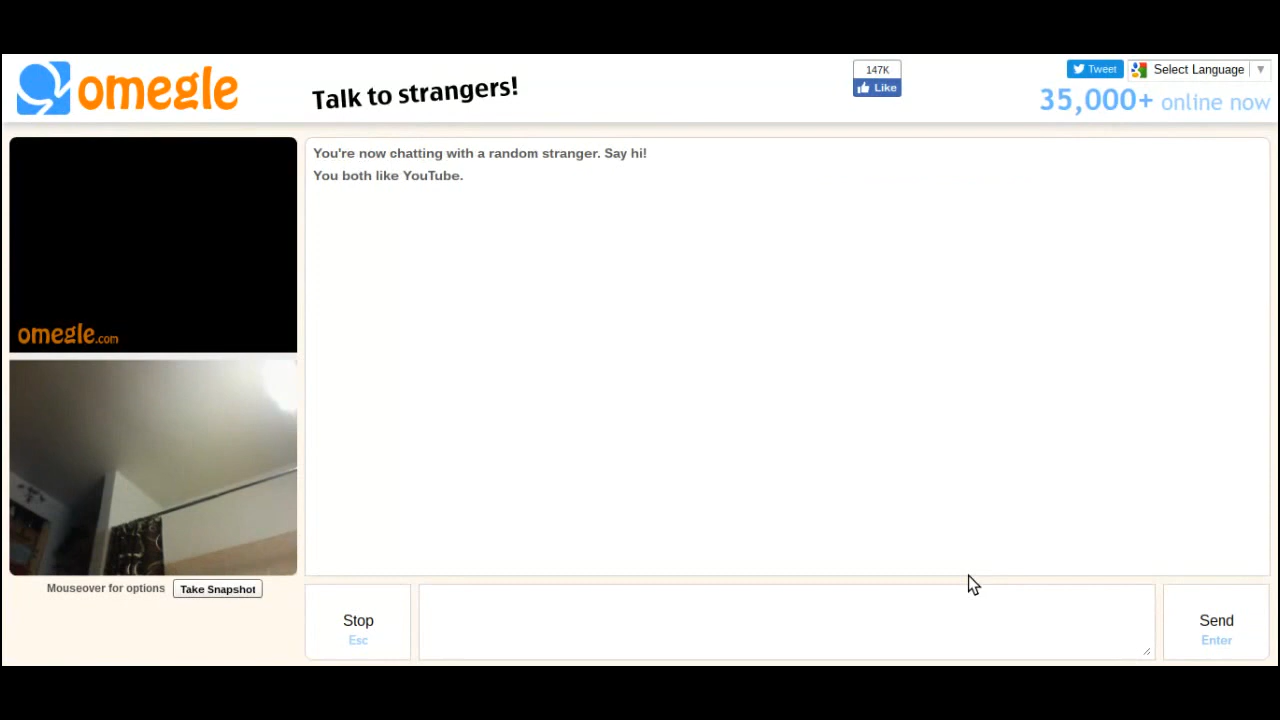 omegle
Talk to strangers!
147K
Like
Tweet
Select Language
35,000+ online now
You're now chatting with a random stranger. Say hi!
You both like YouTube.
omegle.com
Mouseover for options
Take Snapshot
Stop
Esc
Send
Enter